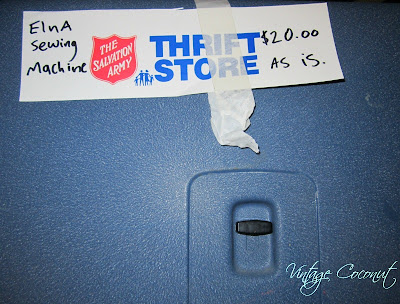 ElnA
Sewing
Machine
THE
SALVATION
ARMY
THRIFT
STORE
$20.00
AS iS.
Vintage Coconut